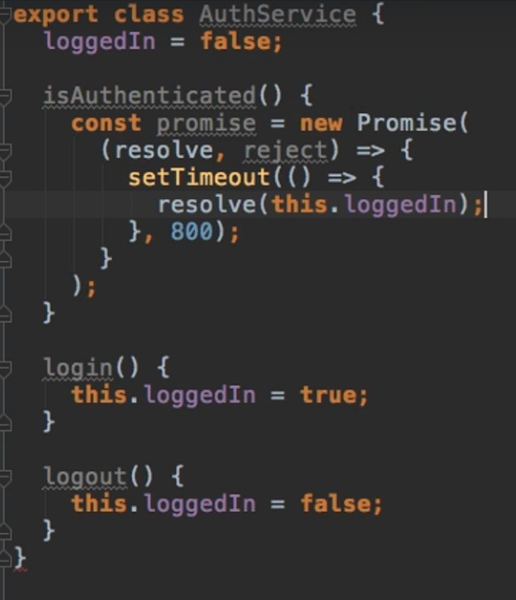 export class AuthService {
loggedIn = false;
isAuthenticated() {
const promise = new Promise(
(resolve, reject) => {
setTimeout(() => {
resolve(this.loggedIn);
}, 800);
}
);
}
login() {
this.loggedIn = true;
}
logout() {
this.loggedIn = false;
}
}